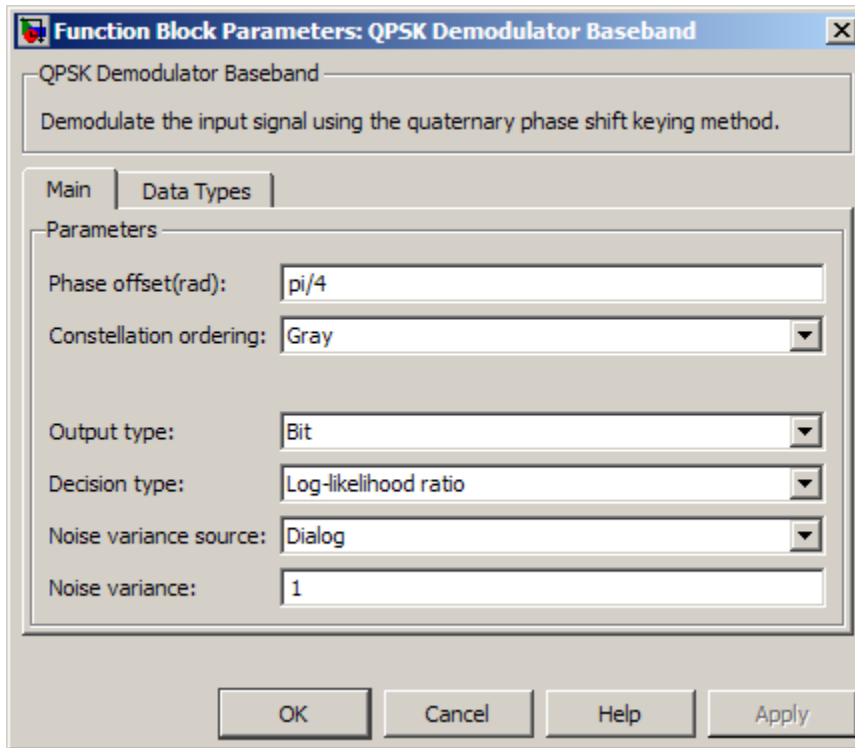 Function Block Parameters: QPSK Demodulator Baseband
QPSK Demodulator Baseband
Demodulate the input signal using the quaternary phase shift keying method.
Main Data Types
Parameters
Phase offset(rad): pi/4
Constellation ordering: Gray
Output type: Bit
Decision type: Log-likelihood ratio
Noise variance source: Dialog
Noise variance: 1
OK Cancel Help Apply